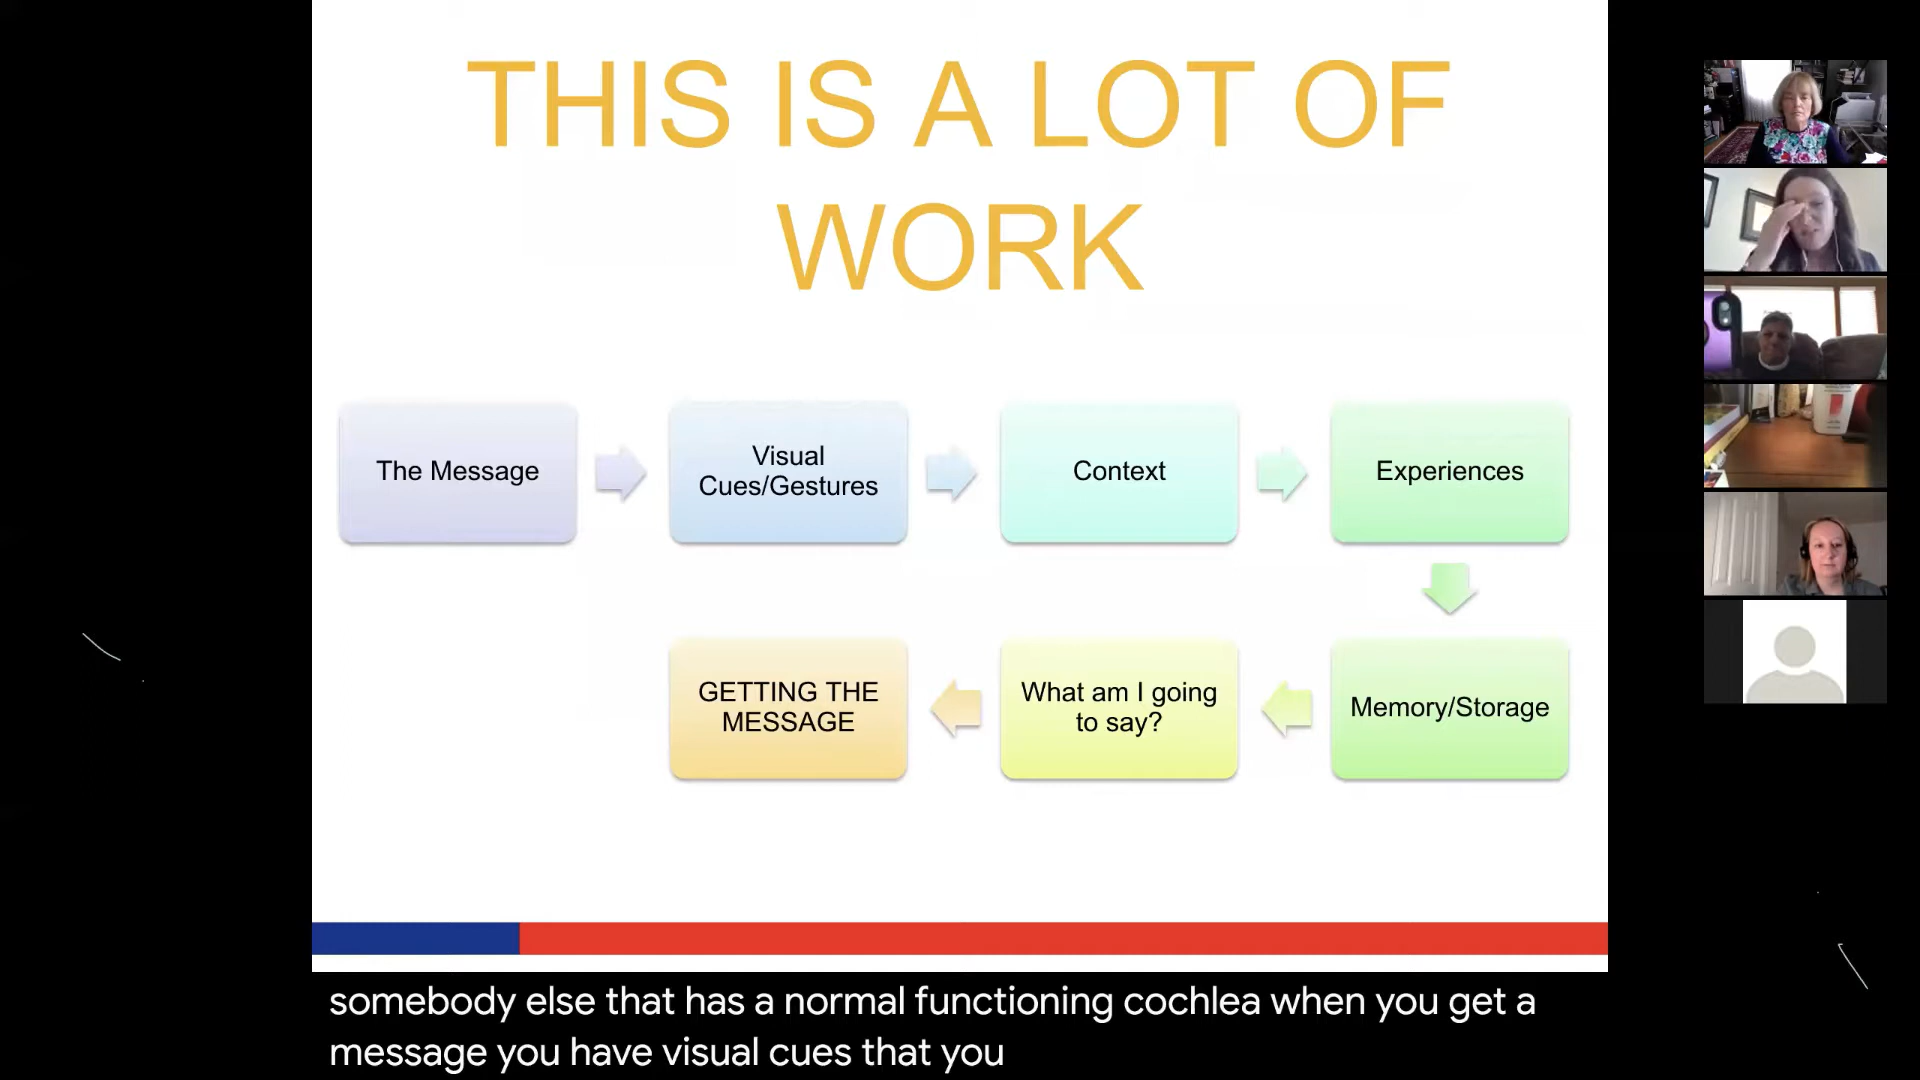 THIS IS A LOT OF
WORK
The Message
Visual
Cues/Gestures
Context
Experiences
Memory/Storage
What am I going
to say?
GETTING THE
MESSAGE
somebody else that has a normal functioning cochlea when you get a
message you have visual cues that you